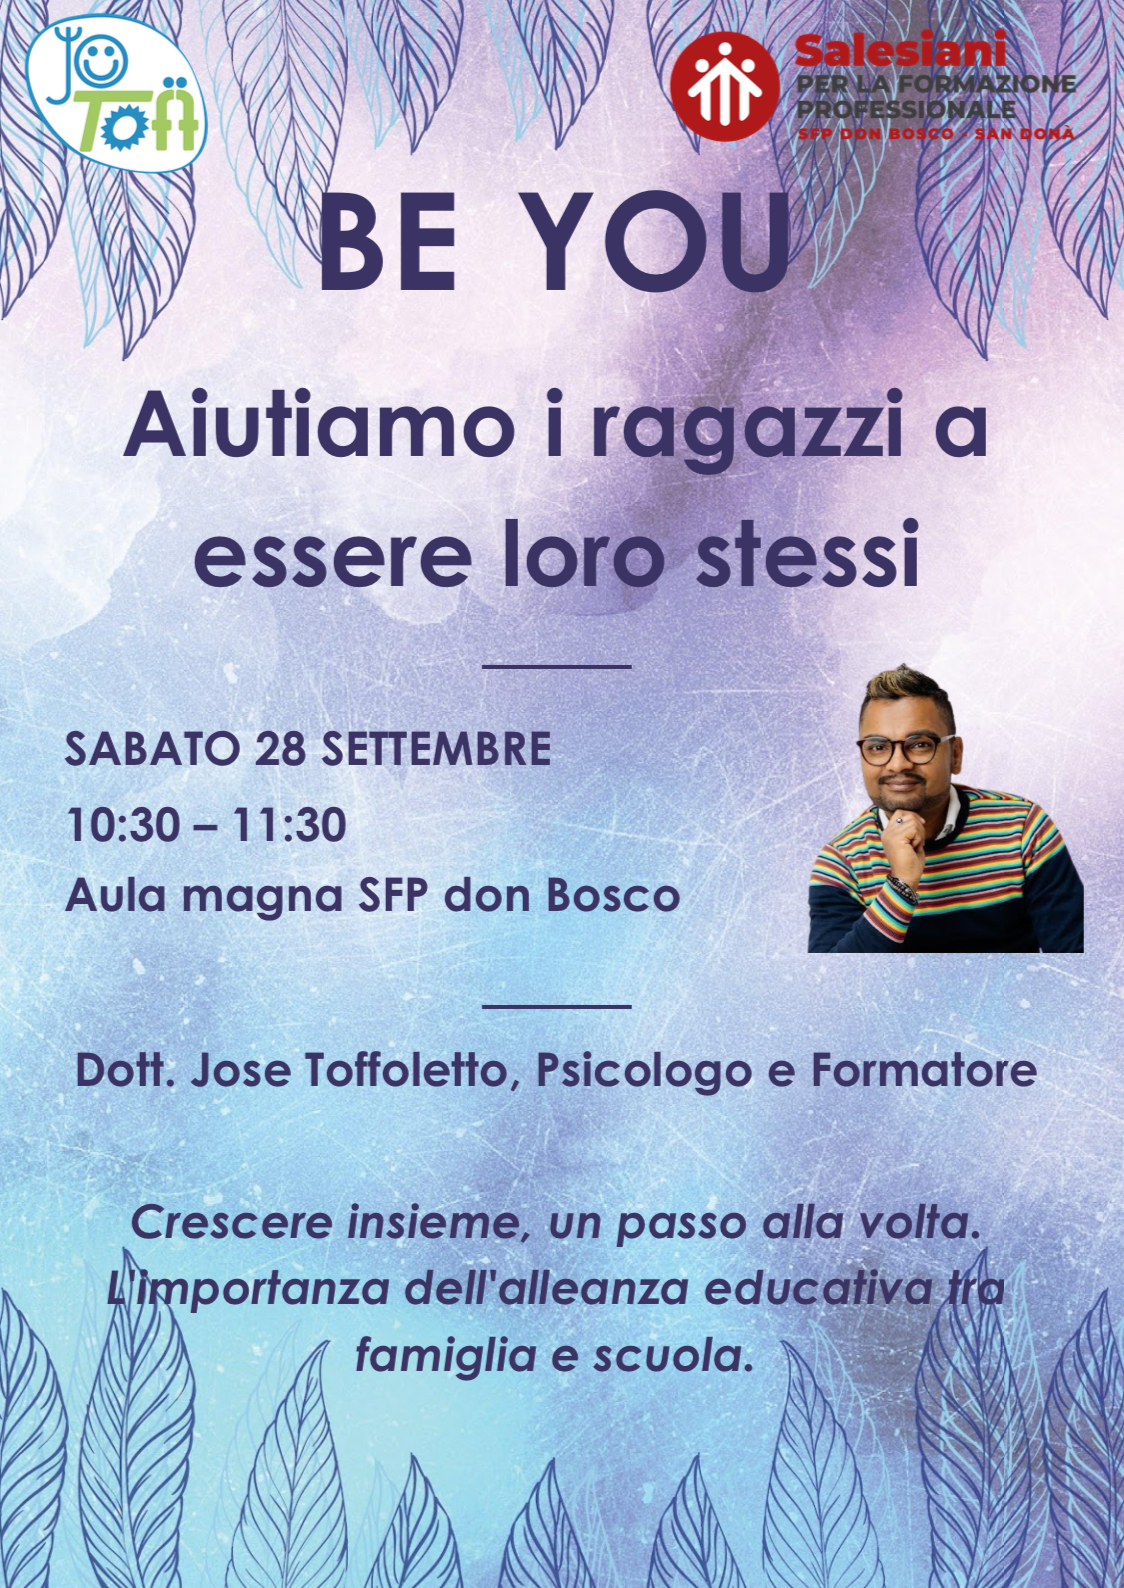 Jo
Toff
Salesiani
PER LA FORMAZIONE
PROFESSIONALE
SFP DON BOSCO - SAN DONÀ
BE YOU
Aiutiamo i ragazzi a
essere loro stessi
SABATO 28 SETTEMBRE
10:30 – 11:30
Aula magna SFP don Bosco
Dott. Jose Toffoletto, Psicologo e Formatore
Crescere insieme, un passo alla volta.
L'importanza dell'alleanza educativa tra
famiglia e scuola.